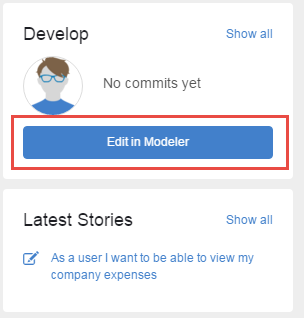 Develop
Show all
No commits yet
Edit in Modeler
Latest Stories
Show all
As a user I want to be able to view my
company expenses